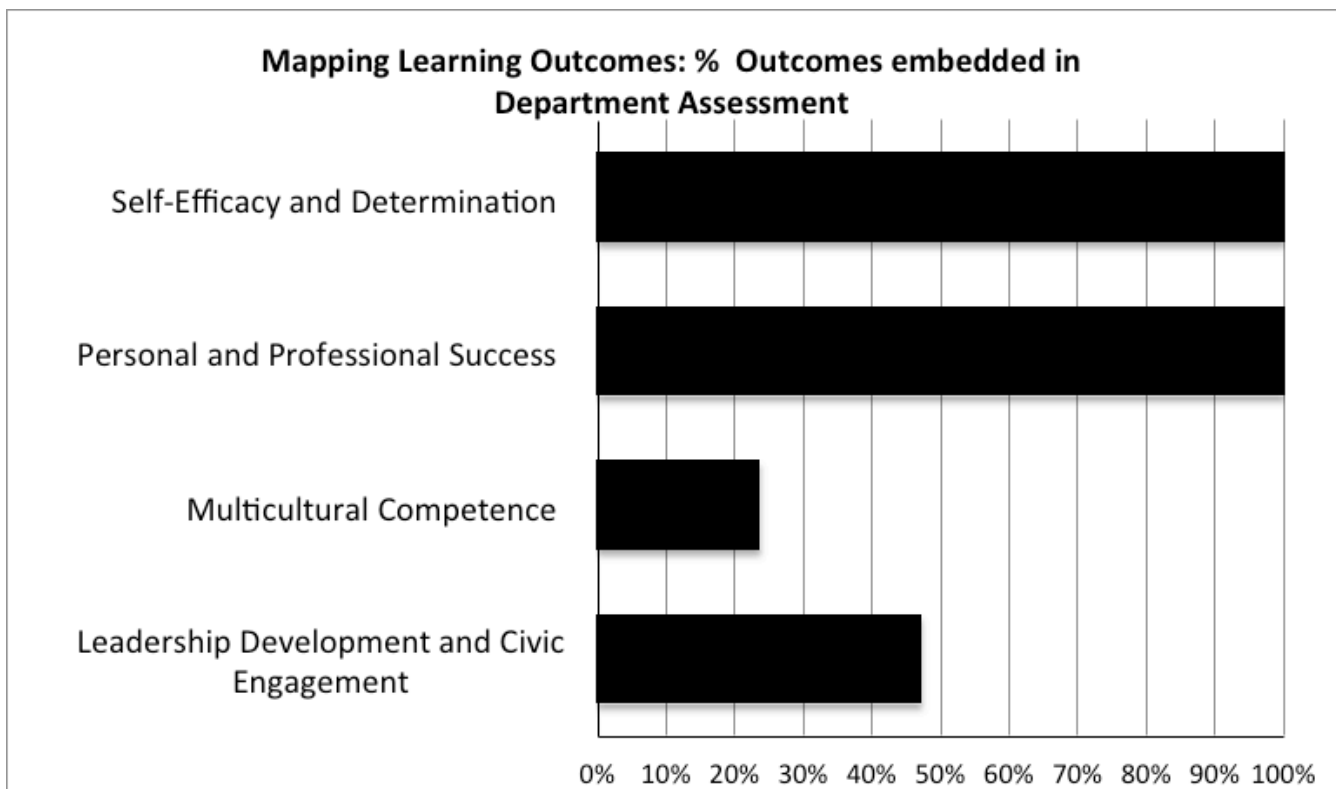 Mapping Learning Outcomes: % Outcomes embedded in
Department Assessment
Self-Efficacy and Determination
Personal and Professional Success
Multicultural Competence
Leadership Development and Civic
Engagement
0% 10% 20% 30% 40% 50% 60% 70% 80% 90% 100%